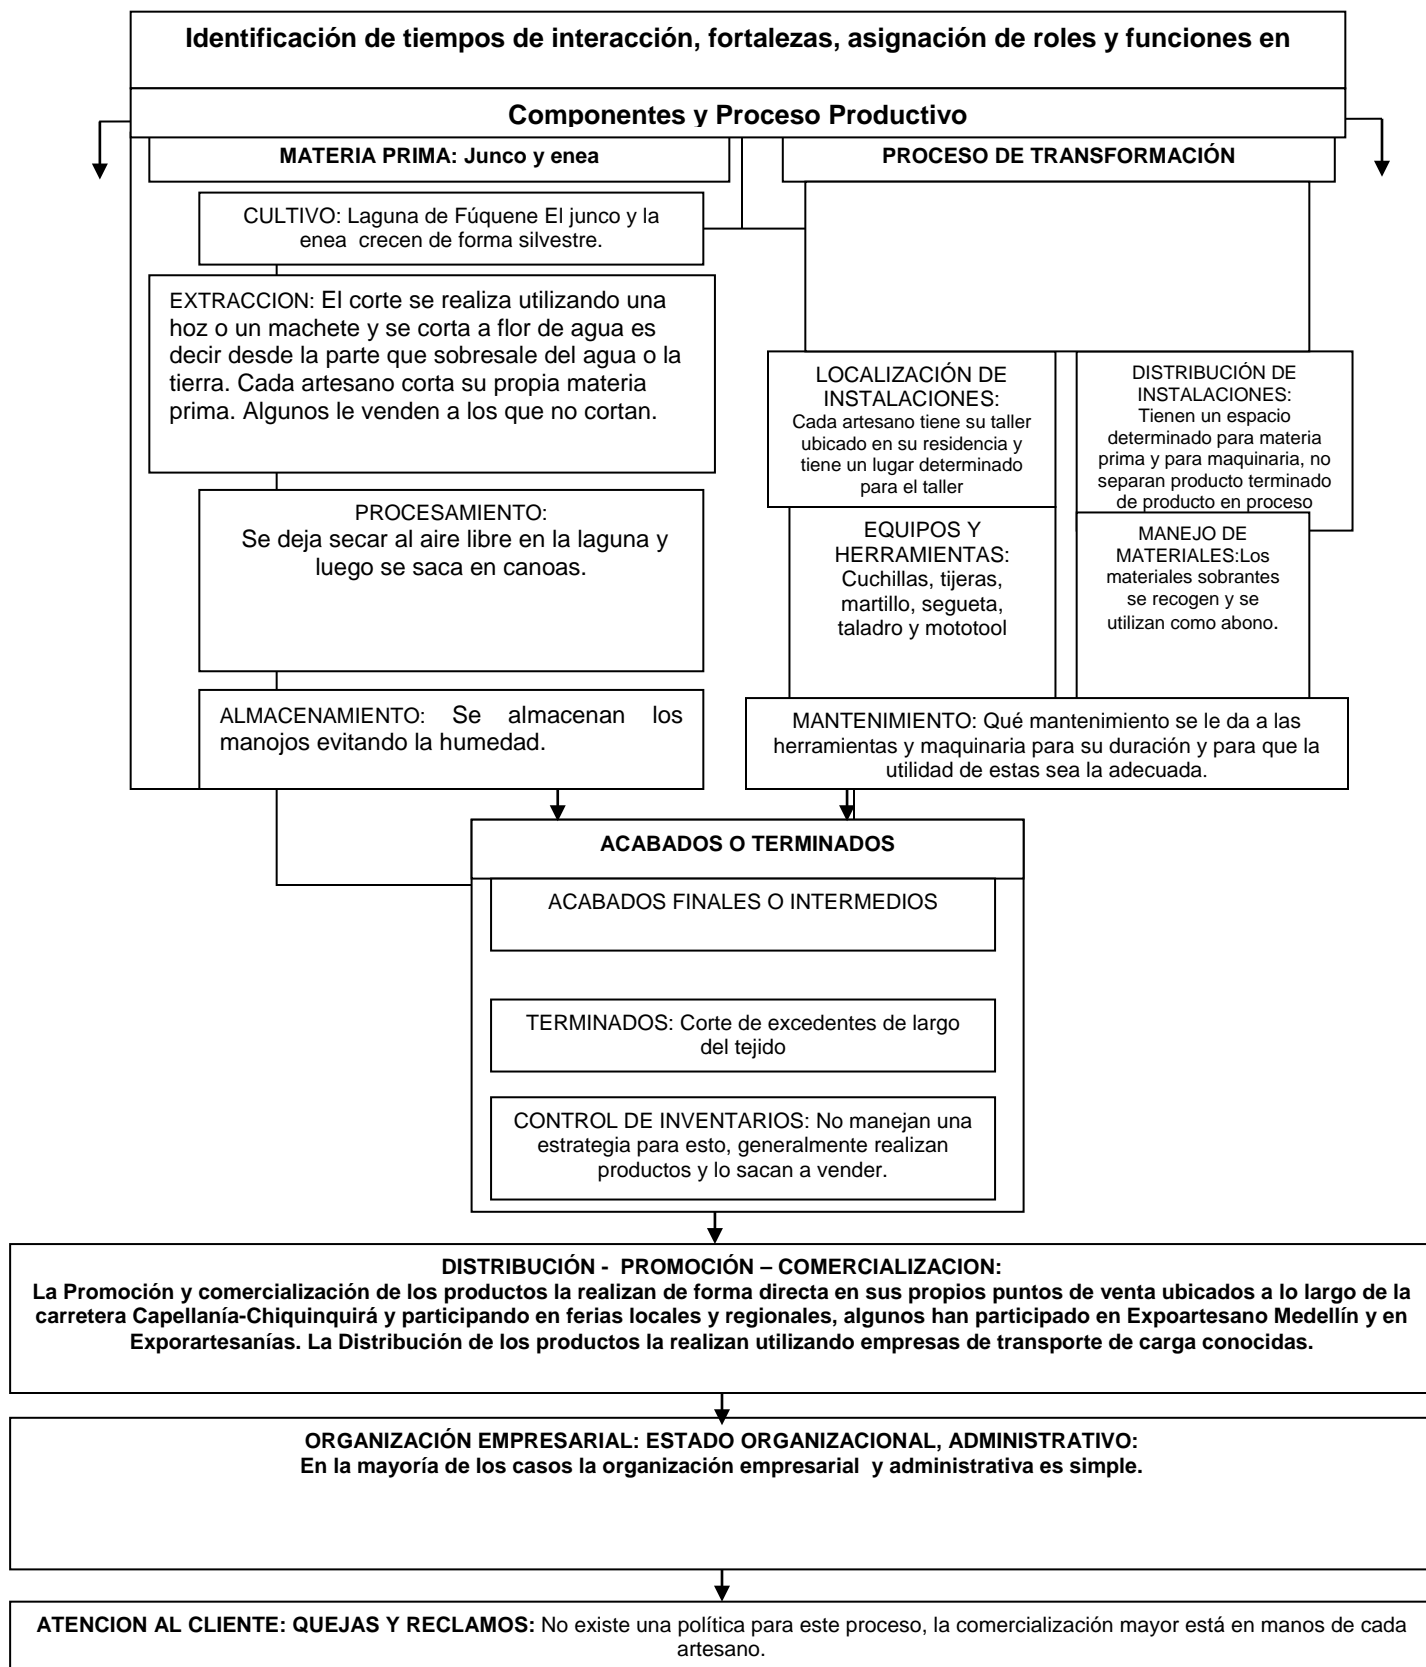 Identificación de tiempos de interacción, fortalezas, asignación de roles y funciones en
Componentes y Proceso Productivo
MATERIA PRIMA: Junco y enea
CULTIVO: Laguna de Fúquene El junco y la
enea crecen de forma silvestre.
EXTRACCION: El corte se realiza utilizando una
hoz o un machete y se corta a flor de agua es
decir desde la parte que sobresale del agua o la
tierra. Cada artesano corta su propia materia
prima. Algunos le venden a los que no cortan.
PROCESAMIENTO:
Se deja secar al aire libre en la laguna y
luego se saca en canoas.
ALMACENAMIENTO: Se almacenan los
manojos evitando la humedad.
PROCESO DE TRANSFORMACIÓN
LOCALIZACIÓN DE
INSTALACIONES:
Cada artesano tiene su taller
ubicado en su residencia y
tiene un lugar determinado
para el taller
DISTRIBUCIÓN DE
INSTALACIONES:
Tienen un espacio
determinado para materia
prima y para maquinaria, no
separan producto terminado
de producto en proceso
EQUIPOS Y
HERRAMIENTAS:
Cuchillas, tijeras,
martillo, segueta,
taladro y mototool
MANEJO DE
MATERIALES:Los
materiales sobrantes
se recogen y se
utilizan como abono.
MANTENIMIENTO: Qué mantenimiento se le da a las
herramientas y maquinaria para su duración y para que la
utilidad de estas sea la adecuada.
ACABADOS O TERMINADOS
ACABADOS FINALES O INTERMEDIOS
TERMINADOS: Corte de excedentes de largo
del tejido
CONTROL DE INVENTARIOS: No manejan una
estrategia para esto, generalmente realizan
productos y lo sacan a vender.
DISTRIBUCIÓN - PROMOCIÓN – COMERCIALIZACION:
La Promoción y comercialización de los productos la realizan de forma directa en sus propios puntos de venta ubicados a lo largo de la
carretera Capellanía-Chiquinquirá y participando en ferias locales y regionales, algunos han participado en Expoartesano Medellín y en
Exporartesanías. La Distribución de los productos la realizan utilizando empresas de transporte de carga conocidas.
ORGANIZACIÓN EMPRESARIAL: ESTADO ORGANIZACIONAL, ADMINISTRATIVO:
En la mayoría de los casos la organización empresarial y administrativa es simple.
ATENCION AL CLIENTE: QUEJAS Y RECLAMOS: No existe una política para este proceso, la comercialización mayor está en manos de cada
artesano.